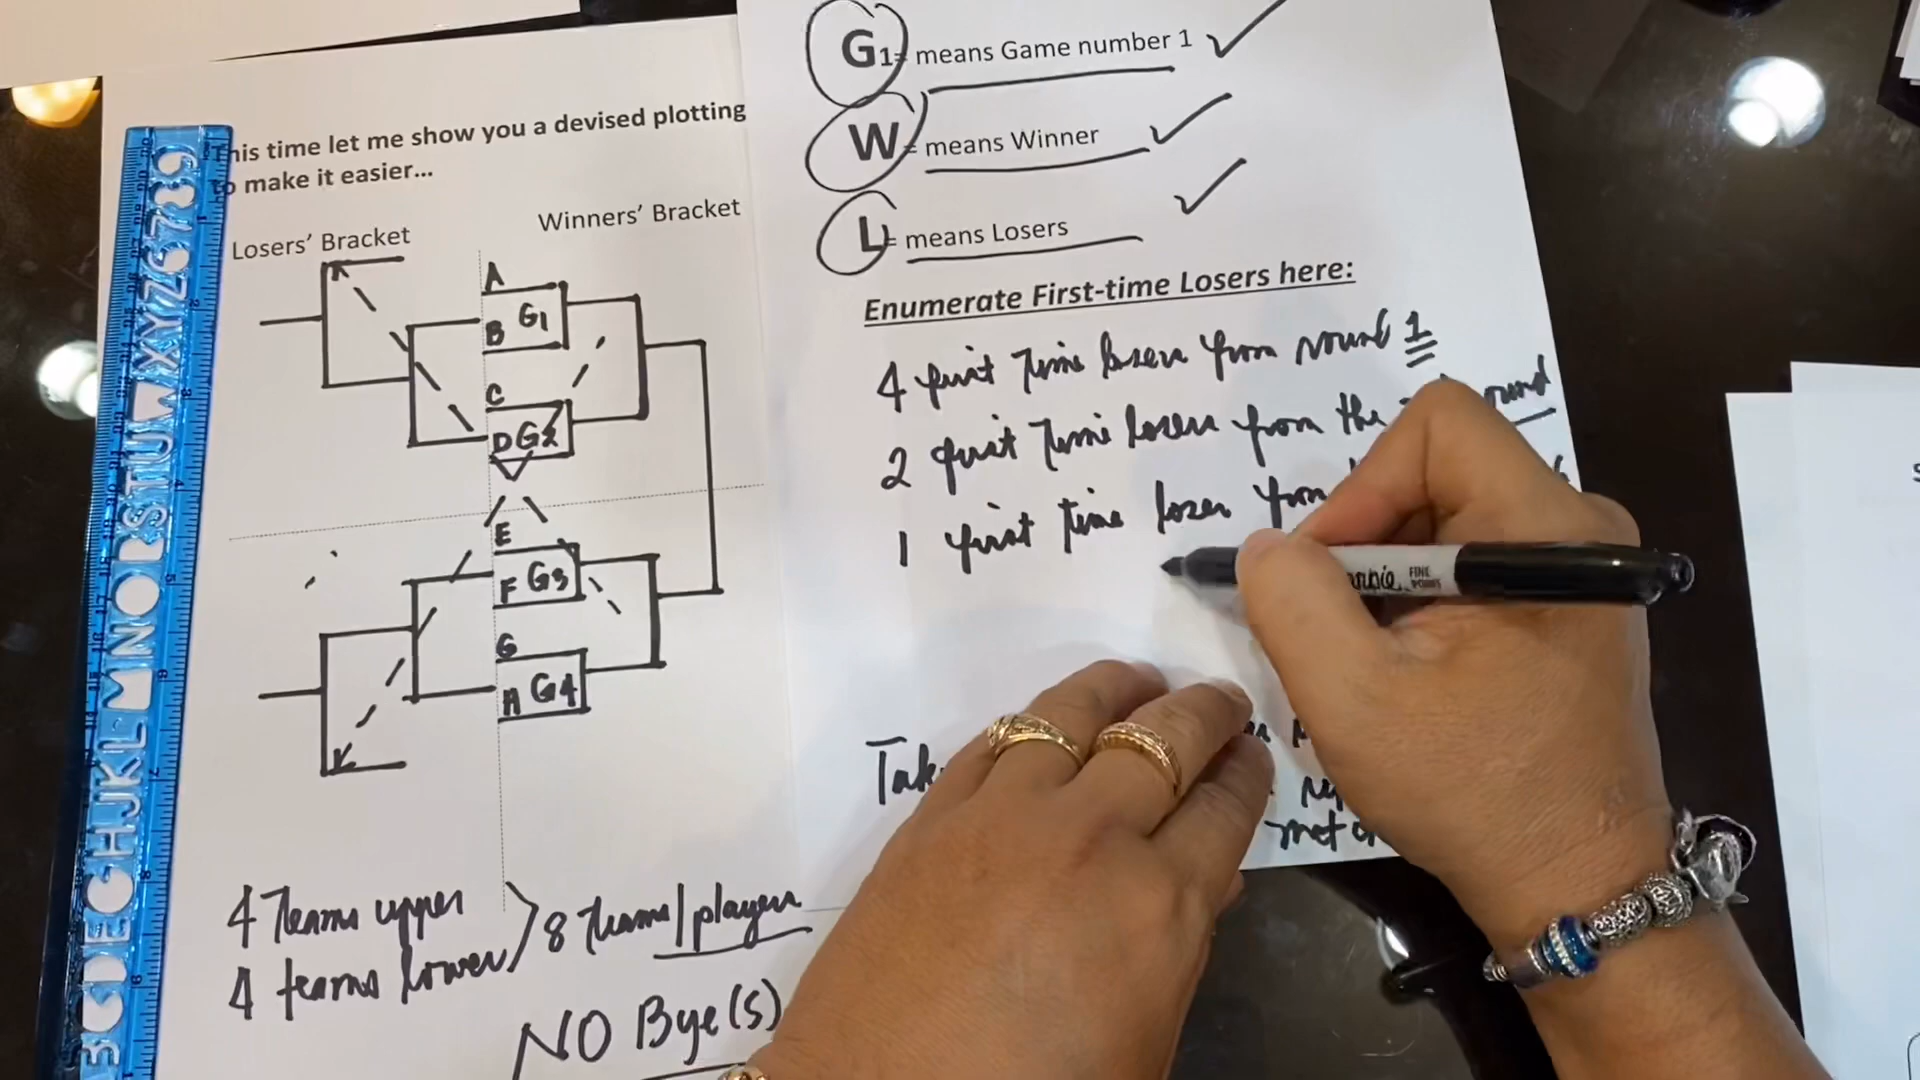 This time let me show you a devised plotting
to make it easier...
Losers' Bracket
Winners' Bracket
A
B G1
C
D G2
E
F G3
G
H G4
4 Teams upper
4 teams lower
8 teams/players
NO Bye(s)
G1= means Game number 1
W= means Winner
L= means Losers
Enumerate First-time Losers here:
4 first time losers from round 1
2 first time losers from the round
1 first time loser from
met
FINE